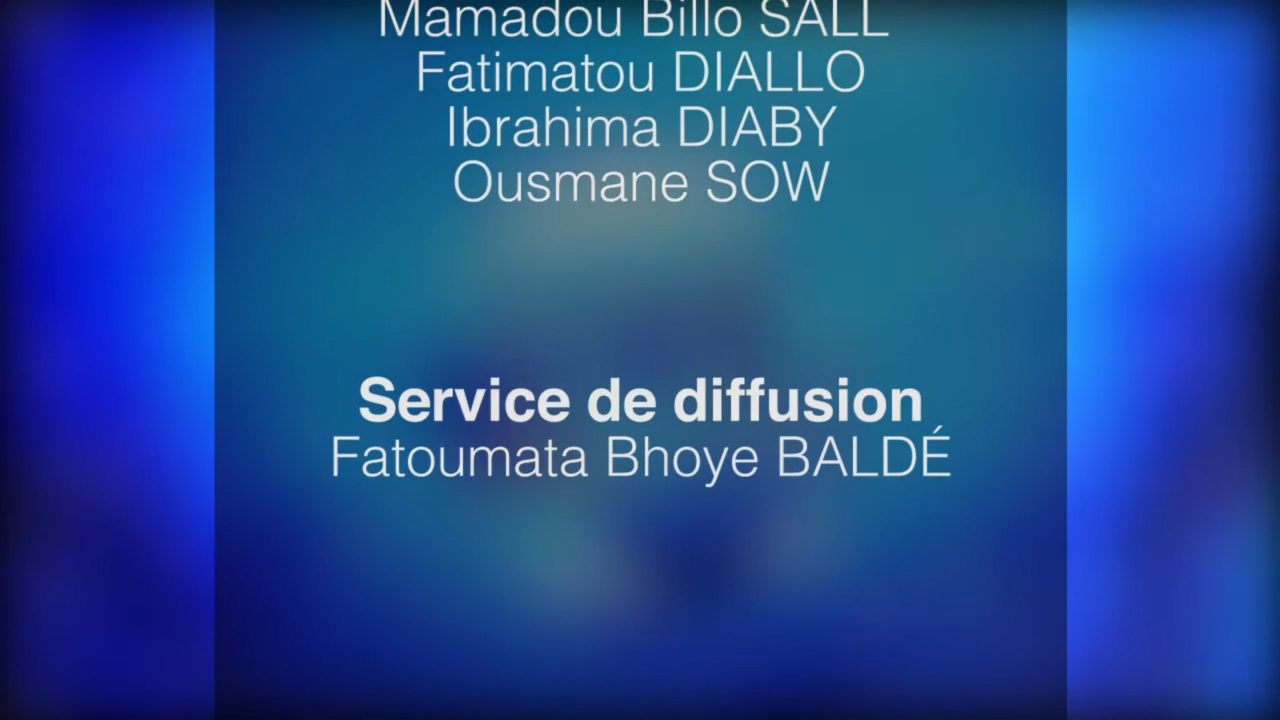 Mamadou Billo SALL
Fatimatou DIALLO
Ibrahima DIABY
Ousmane SOW
Service de diffusion
Fatoumata Bhoye BALDÉ